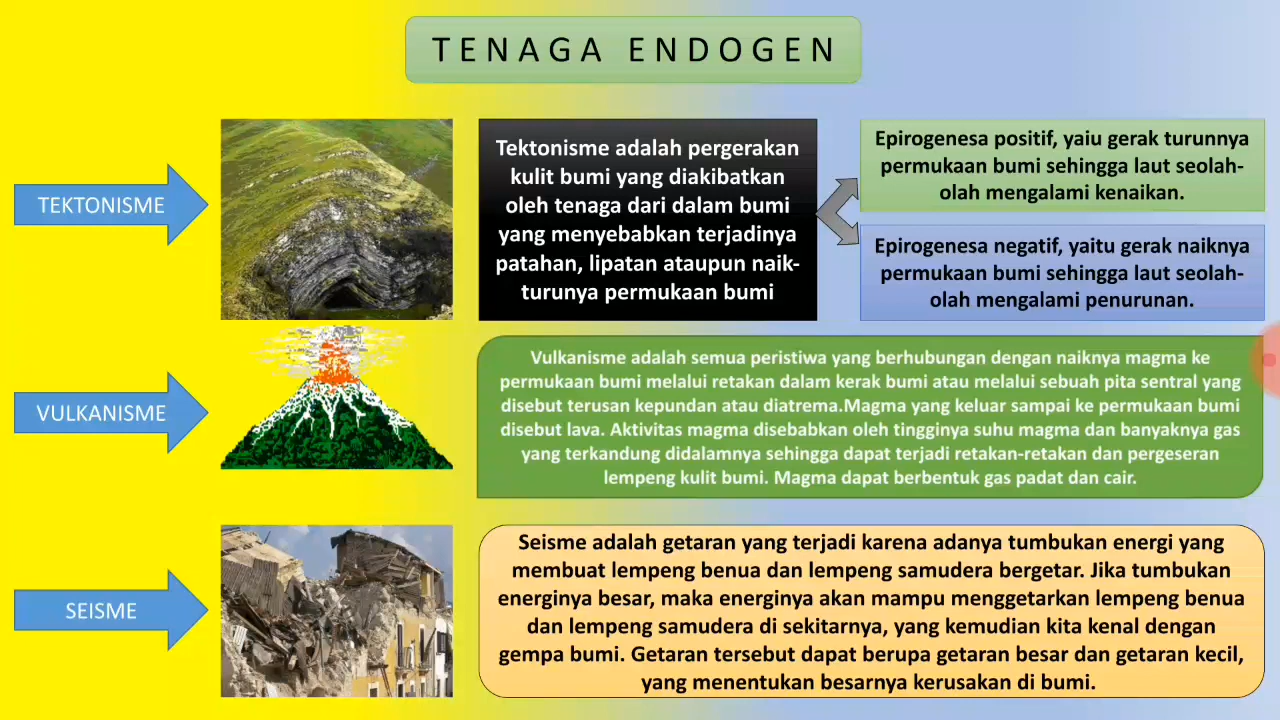 TENAGA ENDOGEN
TEKTONISME
Tektonisme adalah pergerakan
kulit bumi yang diakibatkan
oleh tenaga dari dalam bumi
yang menyebabkan terjadinya
patahan, lipatan ataupun naik-
turunya permukaan bumi
Epirogenesa positif, yaiu gerak turunnya
permukaan bumi sehingga laut seolah-
olah mengalami kenaikan.
Epirogenesa negatif, yaitu gerak naiknya
permukaan bumi sehingga laut seolah-
olah mengalami penurunan.
VULKANISME
Vulkanisme adalah semua peristiwa yang berhubungan dengan naiknya magma ke
permukaan bumi melalui retakan dalam kerak bumi atau melalui sebuah pita sentral yang
disebut terusan kepundan atau diatrema.Magma yang keluar sampai ke permukaan bumi
disebut lava. Aktivitas magma disebabkan oleh tingginya suhu magma dan banyaknya gas
yang terkandung didalamnya sehingga dapat terjadi retakan-retakan dan pergeseran
lempeng kulit bumi. Magma dapat berbentuk gas padat dan cair.
SEISME
Seisme adalah getaran yang terjadi karena adanya tumbukan energi yang
membuat lempeng benua dan lempeng samudera bergetar. Jika tumbukan
energinya besar, maka energinya akan mampu menggetarkan lempeng benua
dan lempeng samudera di sekitarnya, yang kemudian kita kenal dengan
gempa bumi. Getaran tersebut dapat berupa getaran besar dan getaran kecil,
yang menentukan besarnya kerusakan di bumi.